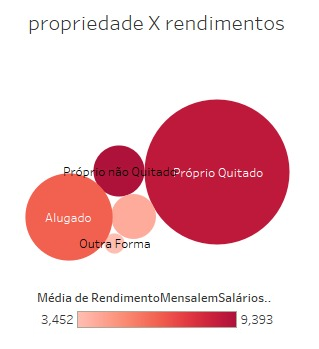 propriedade X rendimentos
Próprio não Quitado
Próprio Quitado
Alugado
Outra Forma
Média de RendimentoMensalemSalários..
3,452
9,393